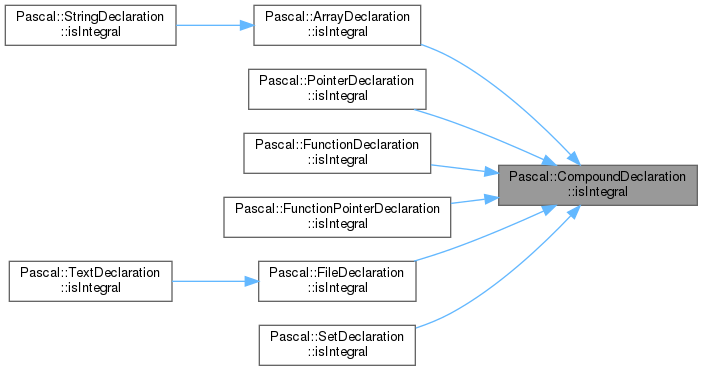 Pascal::StringDeclaration
::isIntegral
Pascal::ArrayDeclaration
::isIntegral
Pascal::PointerDeclaration
::isIntegral
Pascal::FunctionDeclaration
::isIntegral
Pascal::CompoundDeclaration
::isIntegral
Pascal::FunctionPointerDeclaration
::isIntegral
Pascal::TextDeclaration
::isIntegral
Pascal::FileDeclaration
::isIntegral
Pascal::SetDeclaration
::isIntegral